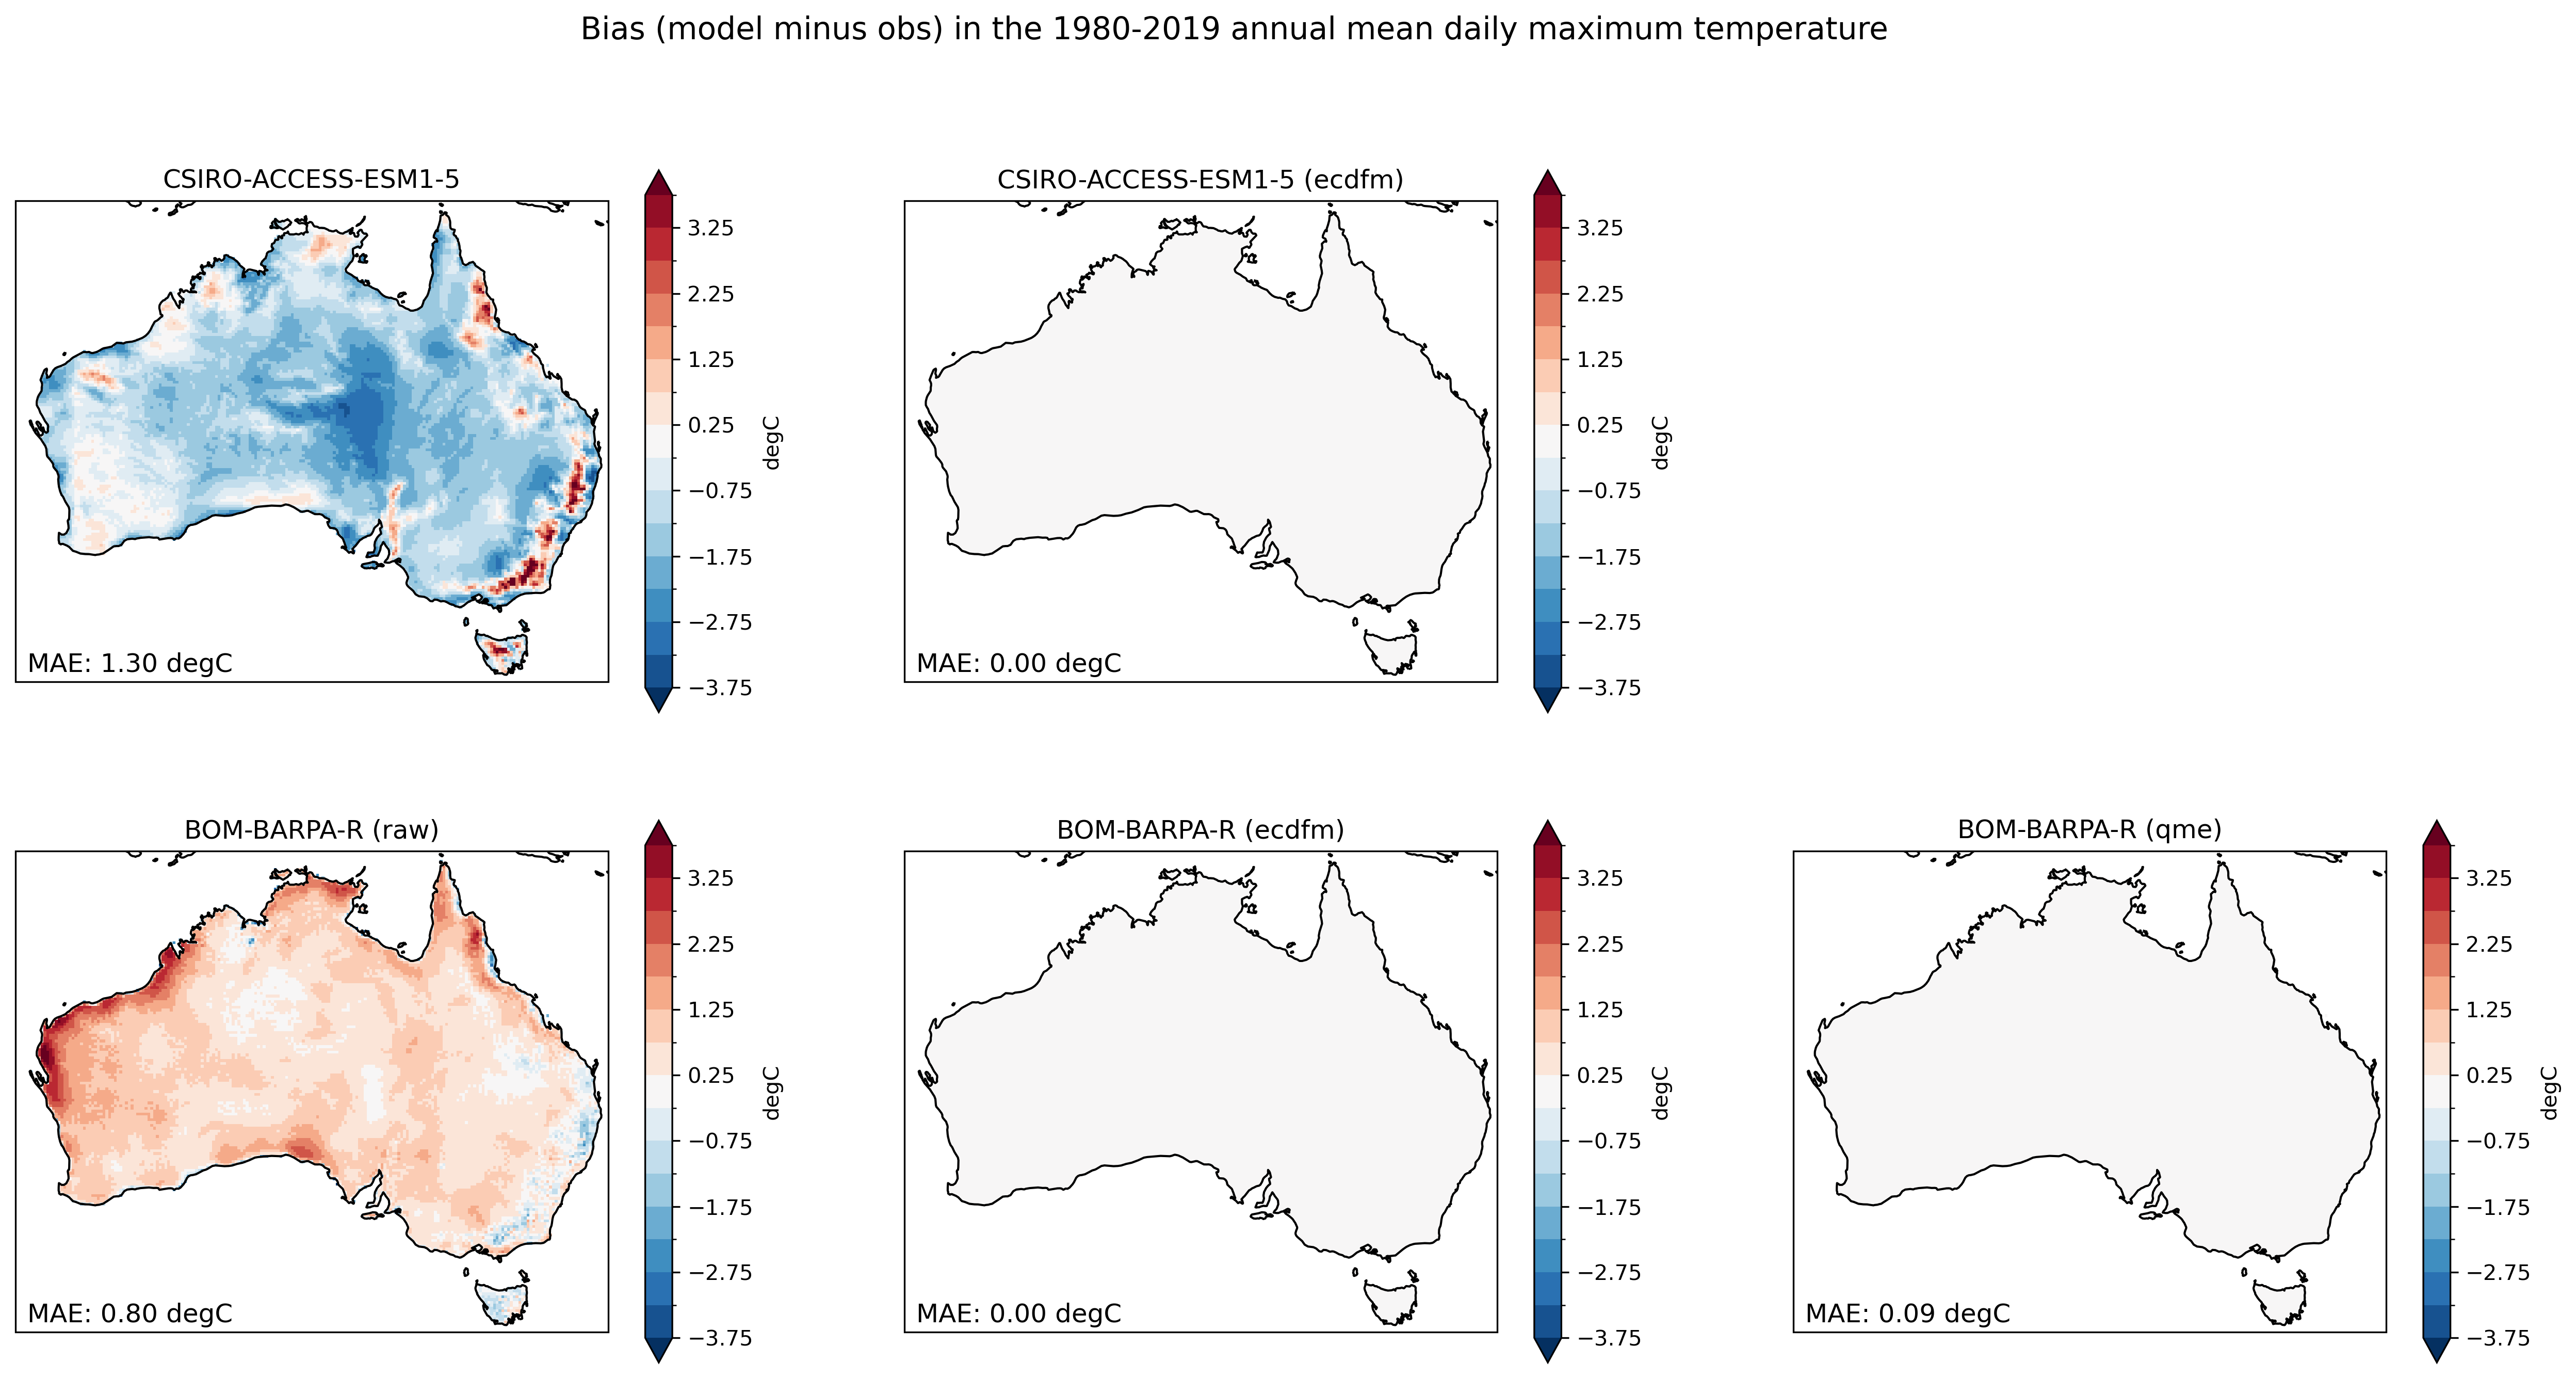 Bias (model minus obs) in the 1980-2019 annual mean daily maximum temperature
CSIRO-ACCESS-ESM1-5
MAE: 1.30 degC
3.25
2.25
1.25
0.25
−0.75
−1.75
−2.75
−3.75
degC
CSIRO-ACCESS-ESM1-5 (ecdfm)
MAE: 0.00 degC
3.25
2.25
1.25
0.25
−0.75
−1.75
−2.75
−3.75
degC
BOM-BARPA-R (raw)
MAE: 0.80 degC
3.25
2.25
1.25
0.25
−0.75
−1.75
−2.75
−3.75
degC
BOM-BARPA-R (ecdfm)
MAE: 0.00 degC
3.25
2.25
1.25
0.25
−0.75
−1.75
−2.75
−3.75
degC
BOM-BARPA-R (qme)
MAE: 0.09 degC
3.25
2.25
1.25
0.25
−0.75
−1.75
−2.75
−3.75
degC